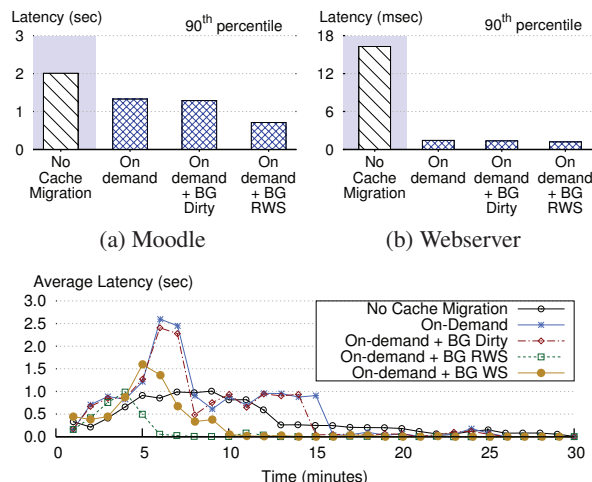 Latency (sec)
90th percentile
3
2
1
0
No Cache Migration
On demand
On demand + BG Dirty
On demand + BG RWS
(a) Moodle
Latency (msec)
90th percentile
18
12
6
0
No Cache Migration
On demand
On demand + BG Dirty
On demand + BG RWS
(b) Webserver
Average Latency (sec)
3.0
2.5
2.0
1.5
1.0
0.5
0.0
No Cache Migration
On-Demand
On-demand + BG Dirty
On-demand + BG RWS
On-demand + BG WS
0 5 10 15 20 25 30
Time (minutes)